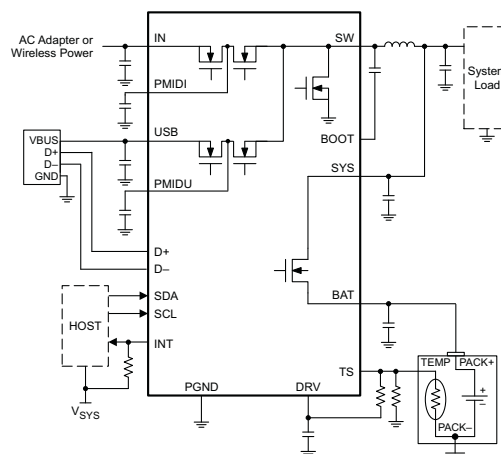 AC Adapter or
Wireless Power
IN
SW
PMIDI
System
Load
USB
BOOT
VBUS
D+
D–
GND
SYS
PMIDU
D+
D–
BAT
SDA
SCL
HOST
INT
VSYS
TS
TEMP
PACK+
PGND
DRV
+
–
PACK–